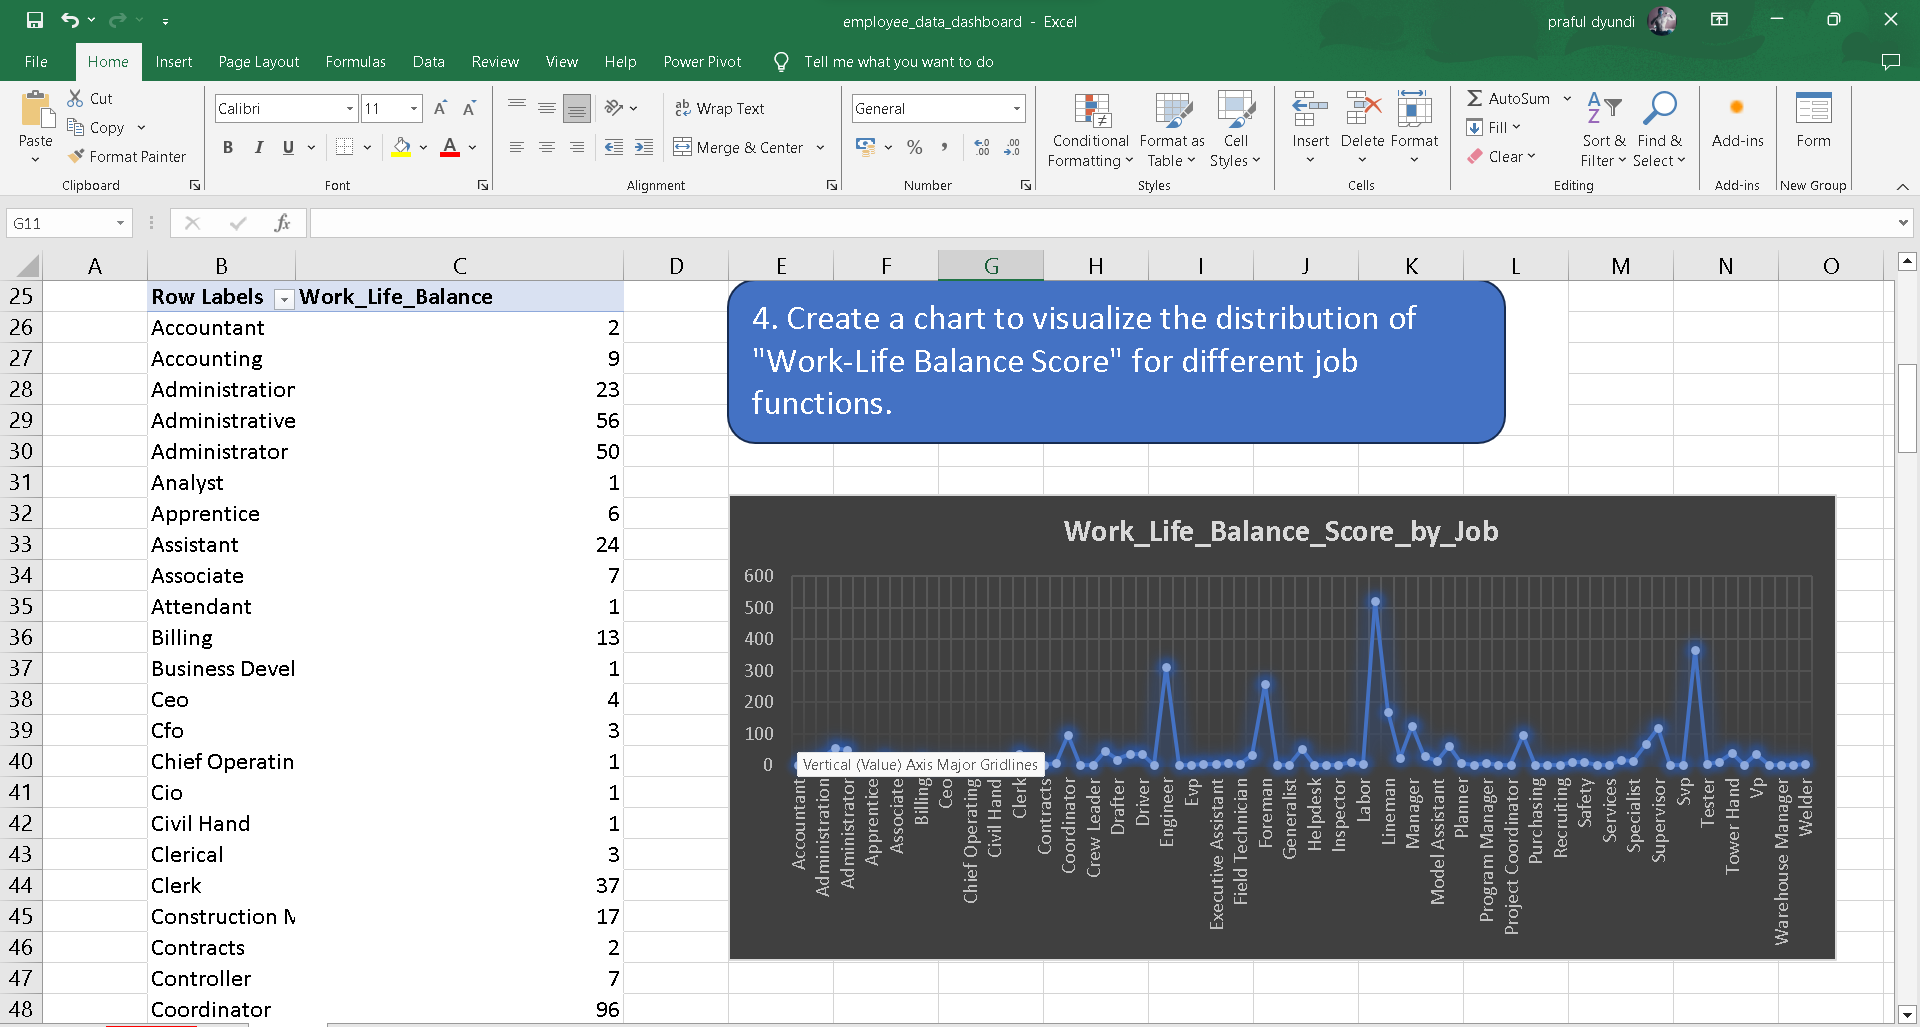 employee_data_dashboard - Excel
praful dyundi
File Home Insert Page Layout Formulas Data Review View Help Power Pivot Tell me what you want to do
Paste
Cut
Copy
Format Painter
Clipboard
Calibri 11
B I U
Font
Wrap Text
Merge & Center
Alignment
General
% ,
Number
Conditional Formatting
Format as Table
Cell Styles
Styles
Insert Delete Format
Cells
AutoSum
Fill
Clear
Sort & Filter
Find & Select
Editing
Add-ins
Add-ins
Form
New Group
G11
fx
A B C D E F G H I J K L M N O
25 Row Labels Work_Life_Balance
26 Accountant 2
27 Accounting 9
28 Administration 23
29 Administrative 56
30 Administrator 50
31 Analyst 1
32 Apprentice 6
33 Assistant 24
34 Associate 7
35 Attendant 1
36 Billing 13
37 Business Devel 1
38 Ceo 4
39 Cfo 3
40 Chief Operatin 1
41 Cio 1
42 Civil Hand 1
43 Clerical 3
44 Clerk 37
45 Construction M 17
46 Contracts 2
47 Controller 7
48 Coordinator 96
4. Create a chart to visualize the distribution of
"Work-Life Balance Score" for different job
functions.
Work_Life_Balance_Score_by_Job
600
500
400
300
200
100
0
Vertical (Value) Axis Major Gridlines
Accountant
Administration
Administrator
Apprentice
Associate
Billing
Ceo
Chief Operating
Civil Hand
Clerk
Contracts
Coordinator
Crew Leader
Drafter
Driver
Engineer
Evp
Executive Assistant
Field Technician
Foreman
Generalist
Helpdesk
Inspector
Labor
Lineman
Manager
Model Assistant
Planner
Program Manager
Project Coordinator
Purchasing
Recruiting
Safety
Services
Specialist
Supervisor
Svp
Tester
Tower Hand
Vp
Warehouse Manager
Welder